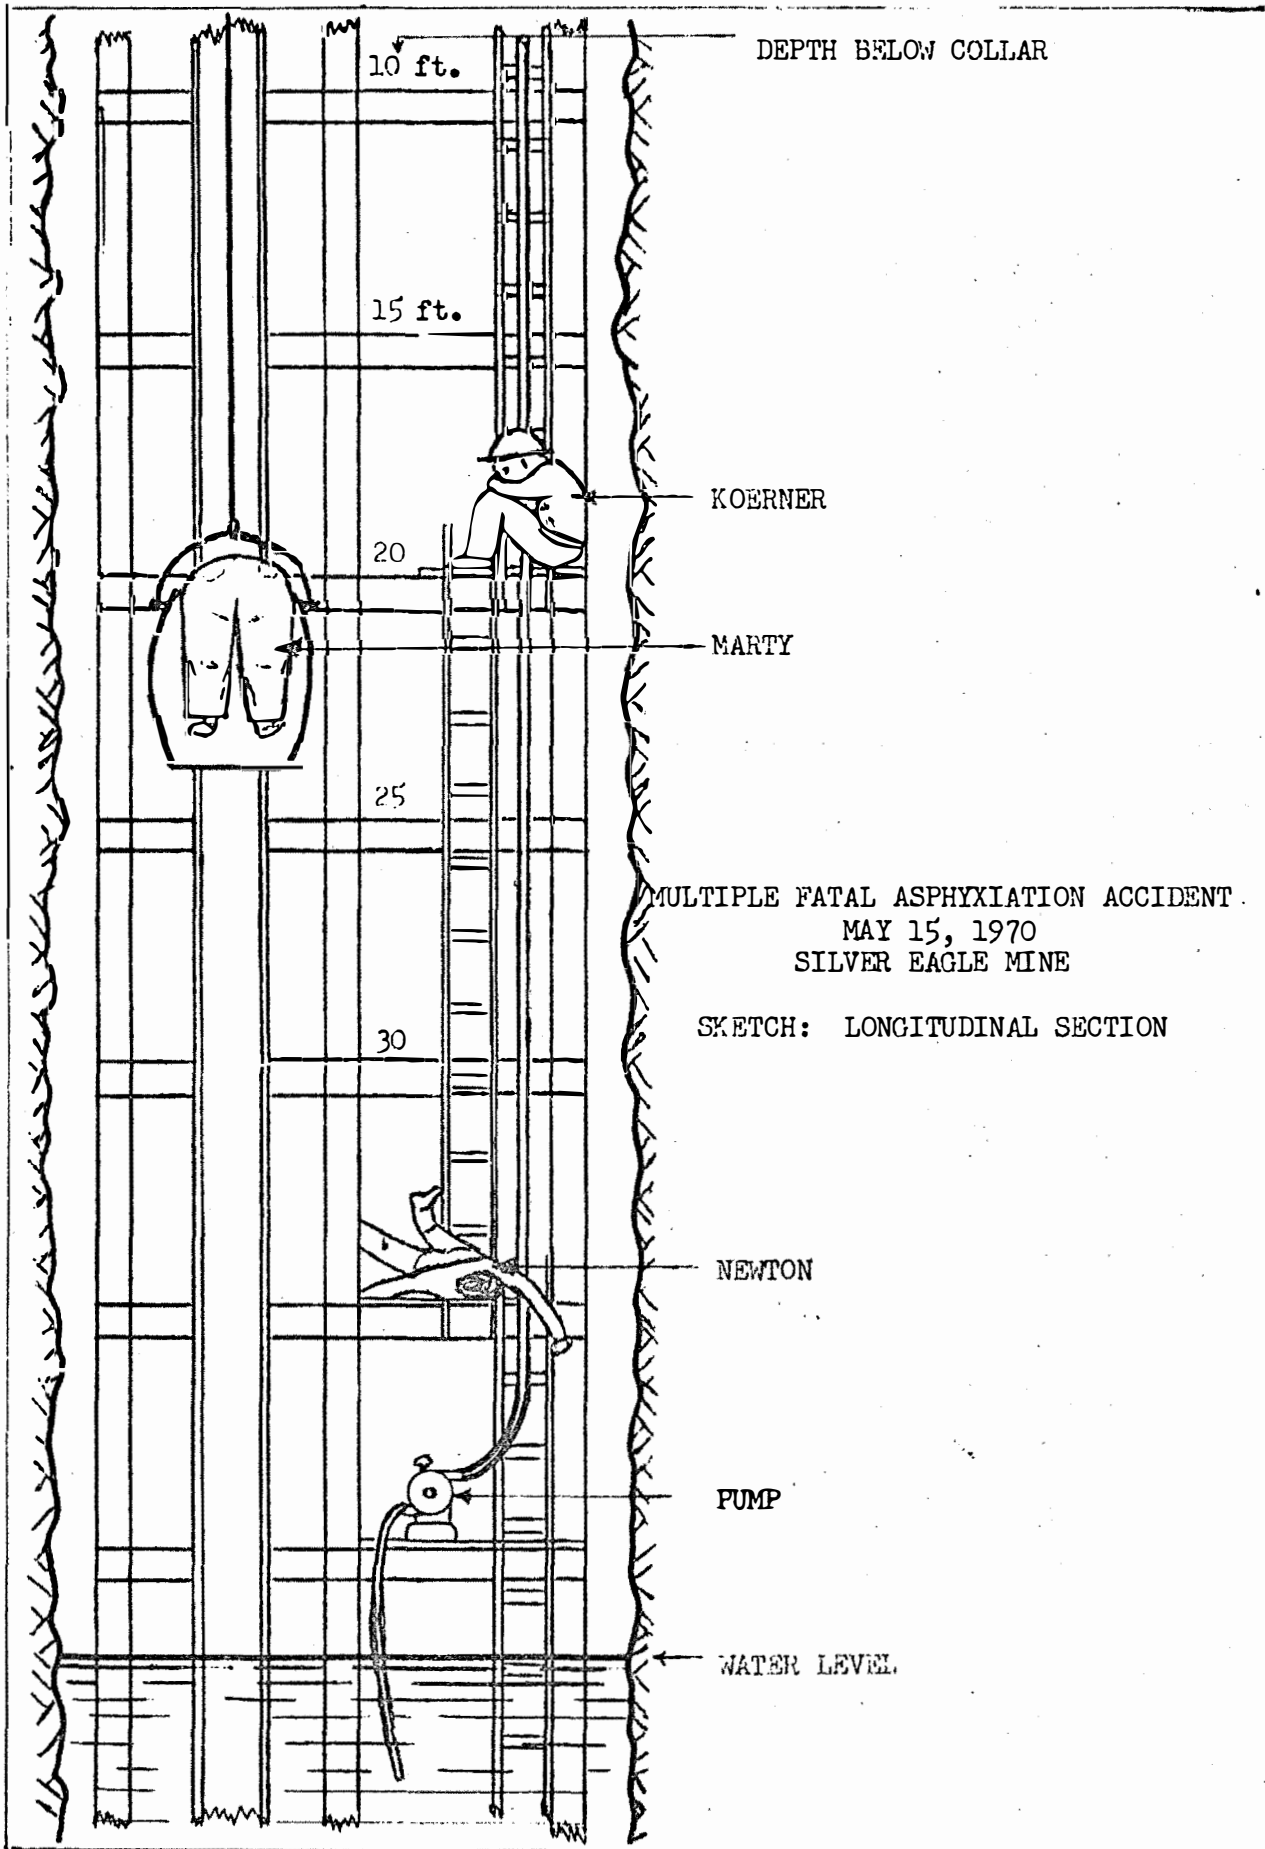 DEPTH BELOW COLLAR
10 ft.
15 ft.
KOERNER
20
MARTY
25
MULTIPLE FATAL ASPHYXIATION ACCIDENT
MAY 15, 1970
SILVER EAGLE MINE
SKETCH: LONGITUDINAL SECTION
30
NEWTON
PUMP
WATER LEVEL